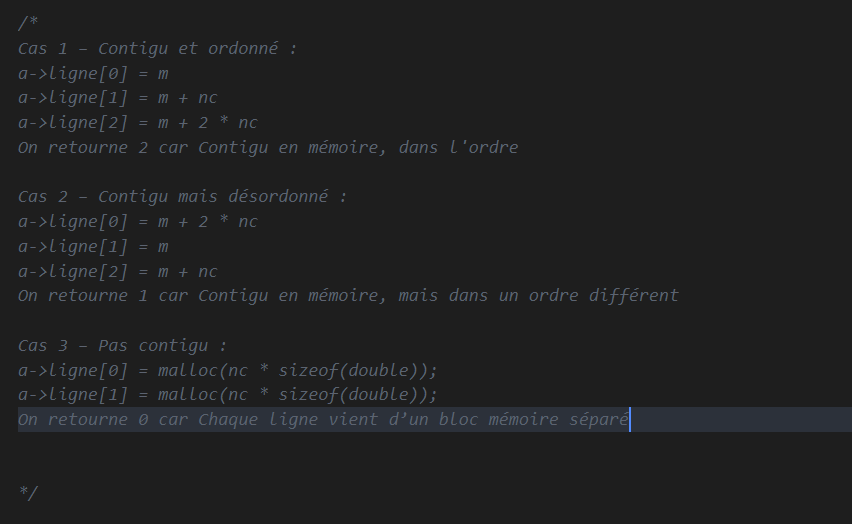 /*
Cas 1 – Contigu et ordonné :
a->ligne[0] = m
a->ligne[1] = m + nc
a->ligne[2] = m + 2 * nc
On retourne 2 car Contigu en mémoire, dans l'ordre
Cas 2 – Contigu mais désordonné :
a->ligne[0] = m + 2 * nc
a->ligne[1] = m
a->ligne[2] = m + nc
On retourne 1 car Contigu en mémoire, mais dans un ordre différent
Cas 3 – Pas contigu :
a->ligne[0] = malloc(nc * sizeof(double));
a->ligne[1] = malloc(nc * sizeof(double));
On retourne 0 car Chaque ligne vient d’un bloc mémoire séparé
*/